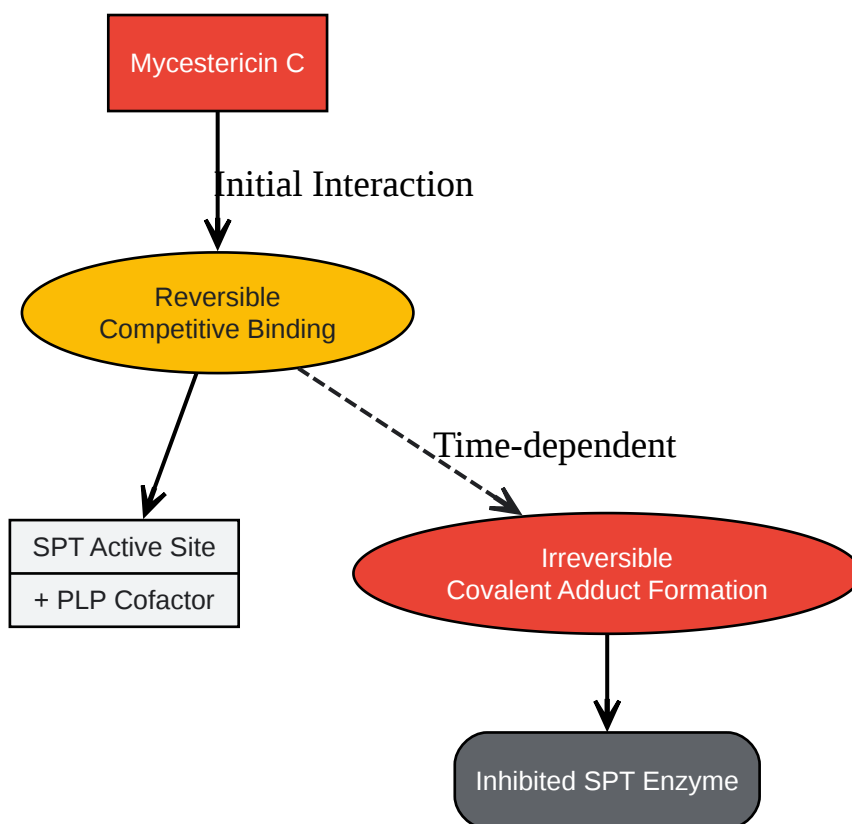 Mycestericin C
Initial Interaction
Reversible
Competitive Binding
Time-dependent
SPT Active Site
+ PLP Cofactor
Irreversible
Covalent Adduct Formation
Inhibited SPT Enzyme